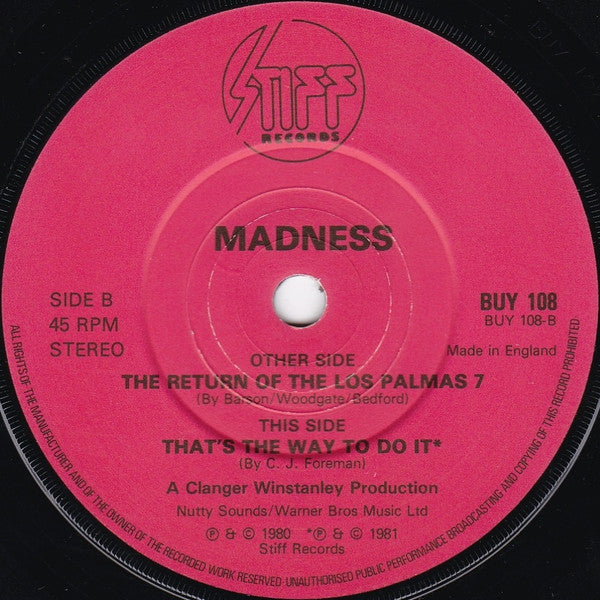 STIFF
RECORDS
MADNESS
SIDE B
45 RPM
STEREO
BUY 108
BUY 108-B
Made in England
OTHER SIDE
THE RETURN OF THE LOS PALMAS 7
(By Barson/Woodgate/Bedford)
THIS SIDE
THAT'S THE WAY TO DO IT*
(By C. J. Foreman)
A Clanger Winstanley Production
Nutty Sounds/Warner Bros Music Ltd
℗ & © 1980 *℗ & © 1981
Stiff Records
ALL RIGHTS OF THE MANUFACTURER AND OF THE OWNER OF THE RECORDED WORK RESERVED·UNAUTHORISED PUBLIC PERFORMANCE BROADCASTING AND COPYING OF THIS RECORD PROHIBITED